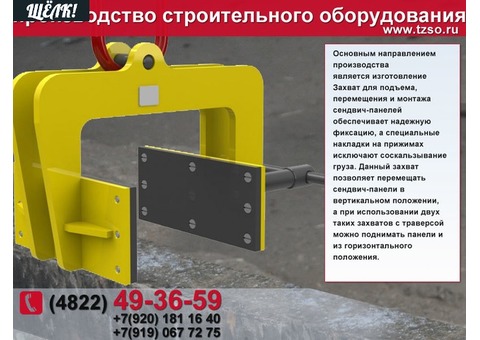 ЩЁЛК!
производство строительного оборудования
www.tzso.ru
Основным направлением
производства
является изготовление
Захват для подъема,
перемещения и монтажа
сендвич-панелей
обеспечивает надежную
фиксацию, а специальные
накладки на прижимах
исключают соскальзывание
груза. Данный захват
позволяет перемещать
сендвич-панели в
вертикальном положении,
а при использовании двух
таких захватов с траверсой
можно поднимать панели и
из горизонтального
положения.
(4822) 49-36-59
+7(920) 181 16 40
+7(919) 067 72 75